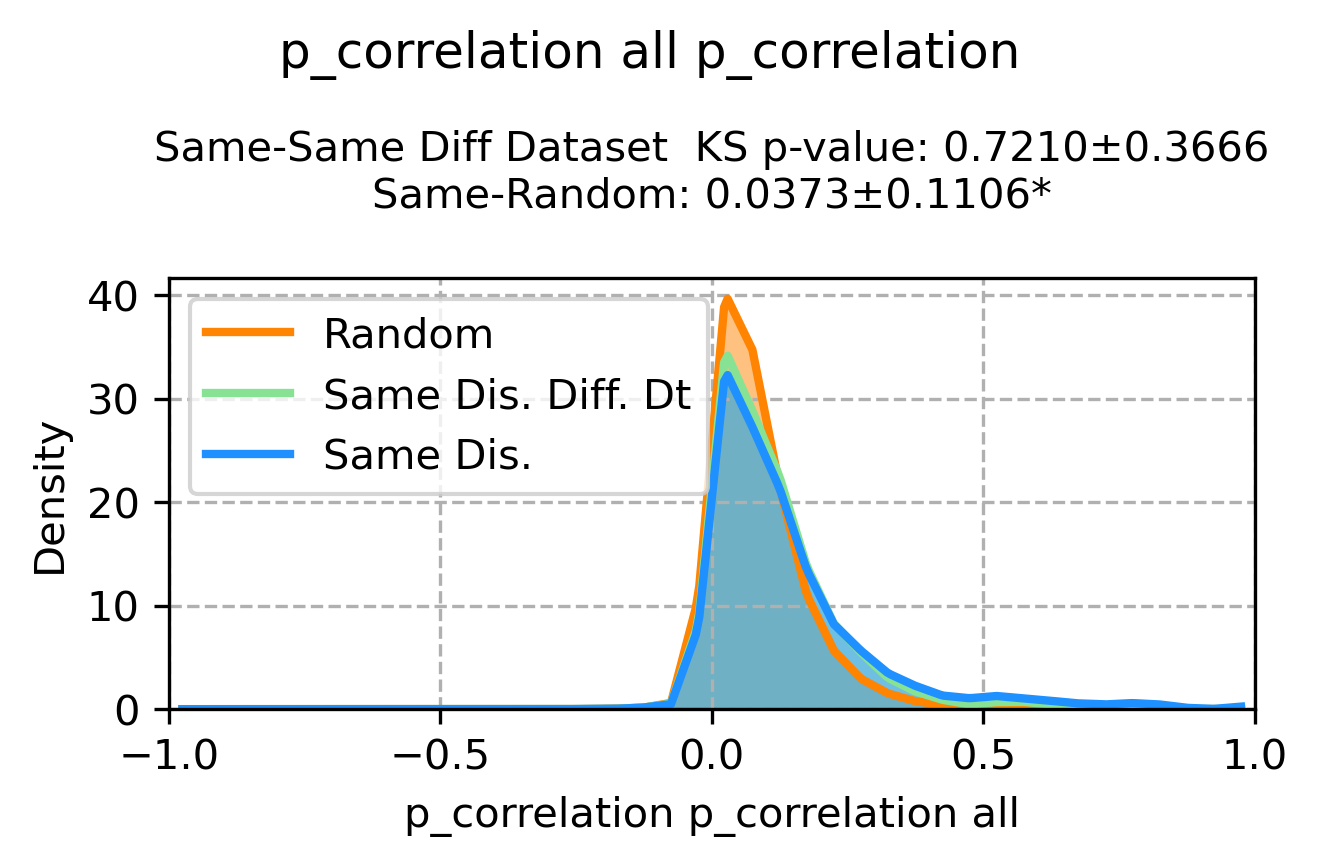 p_correlation all p_correlation
Same-Same Diff Dataset  KS p-value: 0.7210±0.3666
Same-Random: 0.0373±0.1106*
40
30
20
10
0
Density
Random
Same Dis. Diff. Dt
Same Dis.
−1.0
−0.5
0.0
0.5
1.0
p_correlation p_correlation all